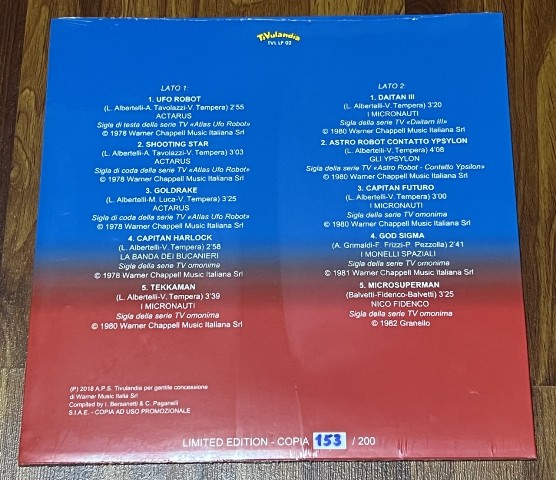 TiVulandia
TVL LP 02
LATO 1:
1. UFO ROBOT
(L. Albertelli-A. Tavolazzi-V. Tempera) 2'55
ACTARUS
Sigla di testa della serie TV «Atlas Ufo Robot»
© 1978 Warner Chappell Music Italiana Srl
2. SHOOTING STAR
(L. Albertelli-A. Tavolazzi-V. Tempera) 3'03
ACTARUS
Sigla di coda della serie TV «Atlas Ufo Robot»
© 1978 Warner Chappell Music Italiana Srl
3. GOLDRAKE
(L. Albertelli-M. Luca-V. Tempera) 3'25
ACTARUS
Sigla di coda della serie TV «Atlas Ufo Robot»
© 1978 Warner Chappell Music Italiana Srl
4. CAPITAN HARLOCK
(L. Albertelli-V. Tempera) 2'58
LA BANDA DEI BUCANIERI
Sigla della serie TV omonima
© 1978 Warner Chappell Music Italiana Srl
5. TEKKAMAN
(L. Albertelli-V. Tempera) 3'39
I MICRONAUTI
Sigla della serie TV omonima
© 1980 Warner Chappell Music Italiana Srl
LATO 2:
1. DAITAN III
(L. Albertelli-V. Tempera) 3'20
I MICRONAUTI
Sigla della serie TV «Daitarn III»
© 1980 Warner Chappell Music Italiana Srl
2. ASTRO ROBOT CONTATTO YPSYLON
(L. Albertelli-V. Tempera) 4'08
GLI YPSYLON
Sigla della serie TV «Astro Robot - Contatto Ypsilon»
© 1980 Warner Chappell Music Italiana Srl
3. CAPITAN FUTURO
(L. Albertelli-V. Tempera) 3'00
I MICRONAUTI
Sigla della serie TV omonima
© 1980 Warner Chappell Music Italiana Srl
4. GOD SIGMA
(A. Grimaldi-F. Frizzi-P. Pezzolla) 2'41
I MONELLI SPAZIALI
Sigla della serie TV omonima
© 1981 Warner Chappell Music Italiana Srl
5. MICROSUPERMAN
(Balvetti-Fidenco-Balvetti) 3'25
NICO FIDENCO
Sigla della serie TV omonima
© 1982 Granello
(P) 2018 A.P.S. Tivulandia per gentile concessione
di Warner Music Italia Srl
Compiled by I. Bersanetti & C. Paganelli
S.I.A.E. - COPIA AD USO PROMOZIONALE
LIMITED EDITION - COPIA 153 / 200